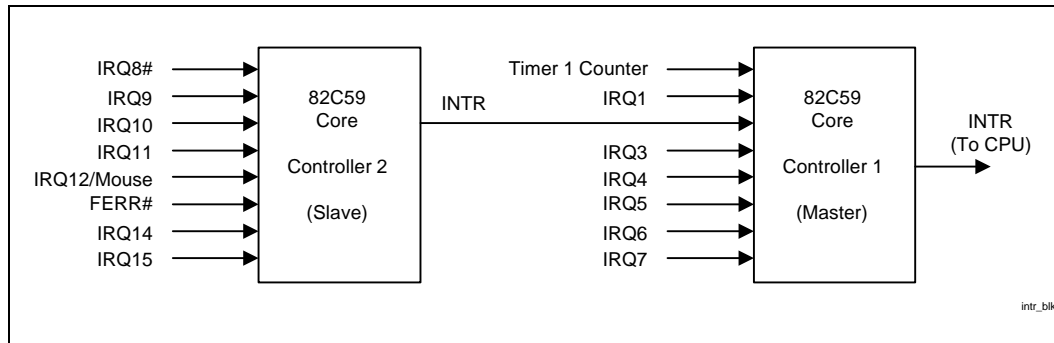 IRQ8#
IRQ9
IRQ10
IRQ11
IRQ12/Mouse
FERR#
IRQ14
IRQ15
82C59
Core
Controller 2
(Slave)
INTR
Timer 1 Counter
IRQ1
IRQ3
IRQ4
IRQ5
IRQ6
IRQ7
82C59
Core
Controller 1
(Master)
INTR
(To CPU)
intr_blk